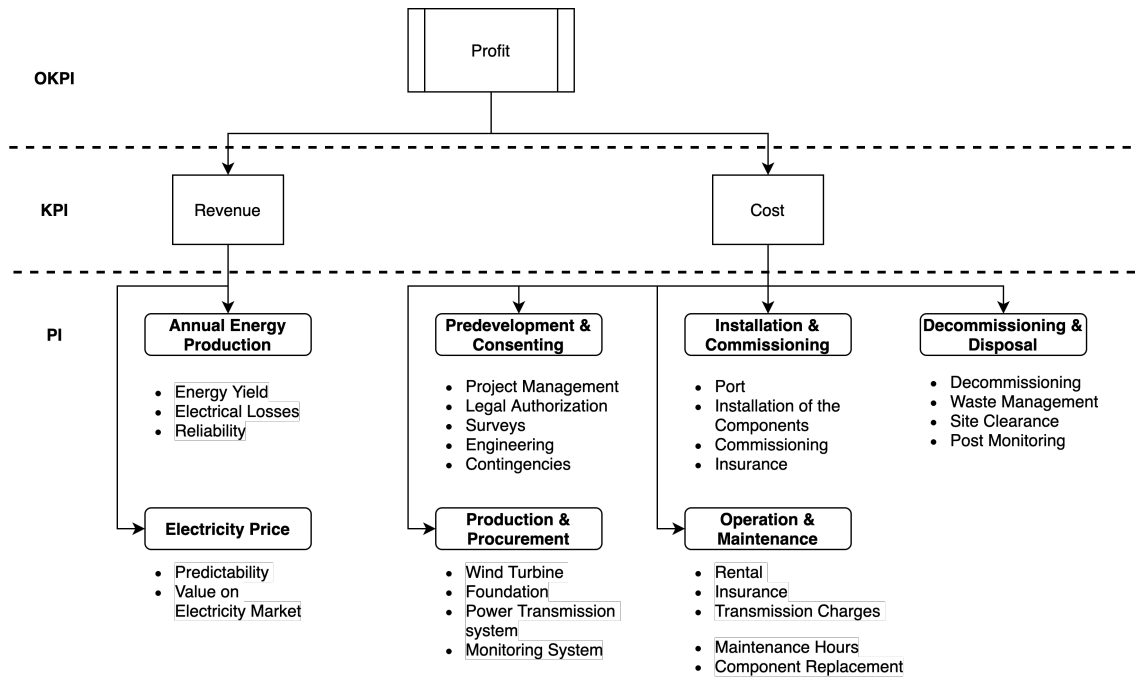 Profit
OKPI
KPI
Revenue
Cost
PI
Annual Energy
Production
• Energy Yield
• Electrical Losses
• Reliability
Electricity Price
• Predictability
• Value on
Electricity Market
Predevelopment &
Consenting
• Project Management
• Legal Authorization
• Surveys
• Engineering
• Contingencies
Production &
Procurement
• Wind Turbine
• Foundation
• Power Transmission
system
• Monitoring System
Installation &
Commissioning
• Port
• Installation of the
Components
• Commissioning
• Insurance
Operation &
Maintenance
• Rental
• Insurance
• Transmission Charges
• Maintenance Hours
• Component Replacement
Decommissioning &
Disposal
• Decommissioning
• Waste Management
• Site Clearance
• Post Monitoring